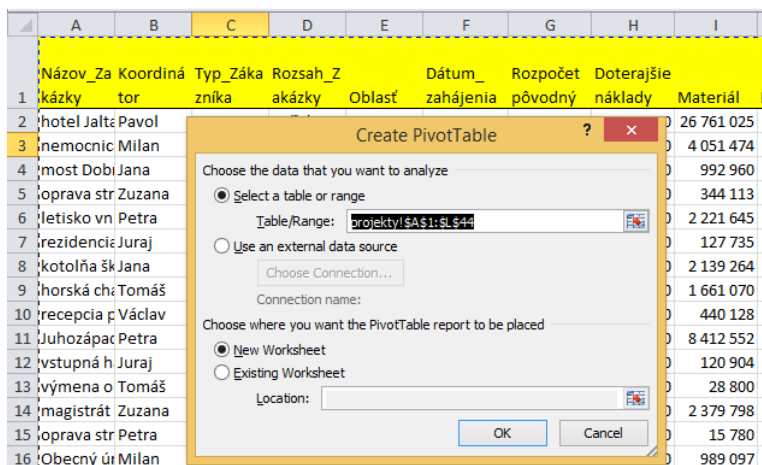 A B C D E F G H I
1 Názov_Zákazky Koordinátor Typ_Zákazníka Rozsah_Zákazky Oblasť Dátum_zahájenia Rozpočet pôvodný Doterajšie náklady Materiál
2 hotel Jalta Pavol 26 761 025
3 nemocnic Milan 4 051 474
4 most Dobr Jana 992 960
5 oprava str Zuzana 344 113
6 letisko vn Petra 2 221 645
7 rezidencia Juraj 127 735
8 kotolňa šk Jana 2 139 264
9 horská cha Tomáš 1 661 070
10 recepcia p Václav 440 128
11 Juhozápad Petra 8 412 552
12 vstupná h Juraj 120 904
13 výmena o Tomáš 28 800
14 magistrát Zuzana 2 379 798
15 oprava str Petra 15 780
16 Obecný úr Milan 989 097
Create PivotTable ?
Choose the data that you want to analyze
Select a table or range
Table/Range: projekty!$A$1:$L$44
Use an external data source
Choose Connection...
Connection name:
Choose where you want the PivotTable report to be placed
New Worksheet
Existing Worksheet
Location:
OK Cancel